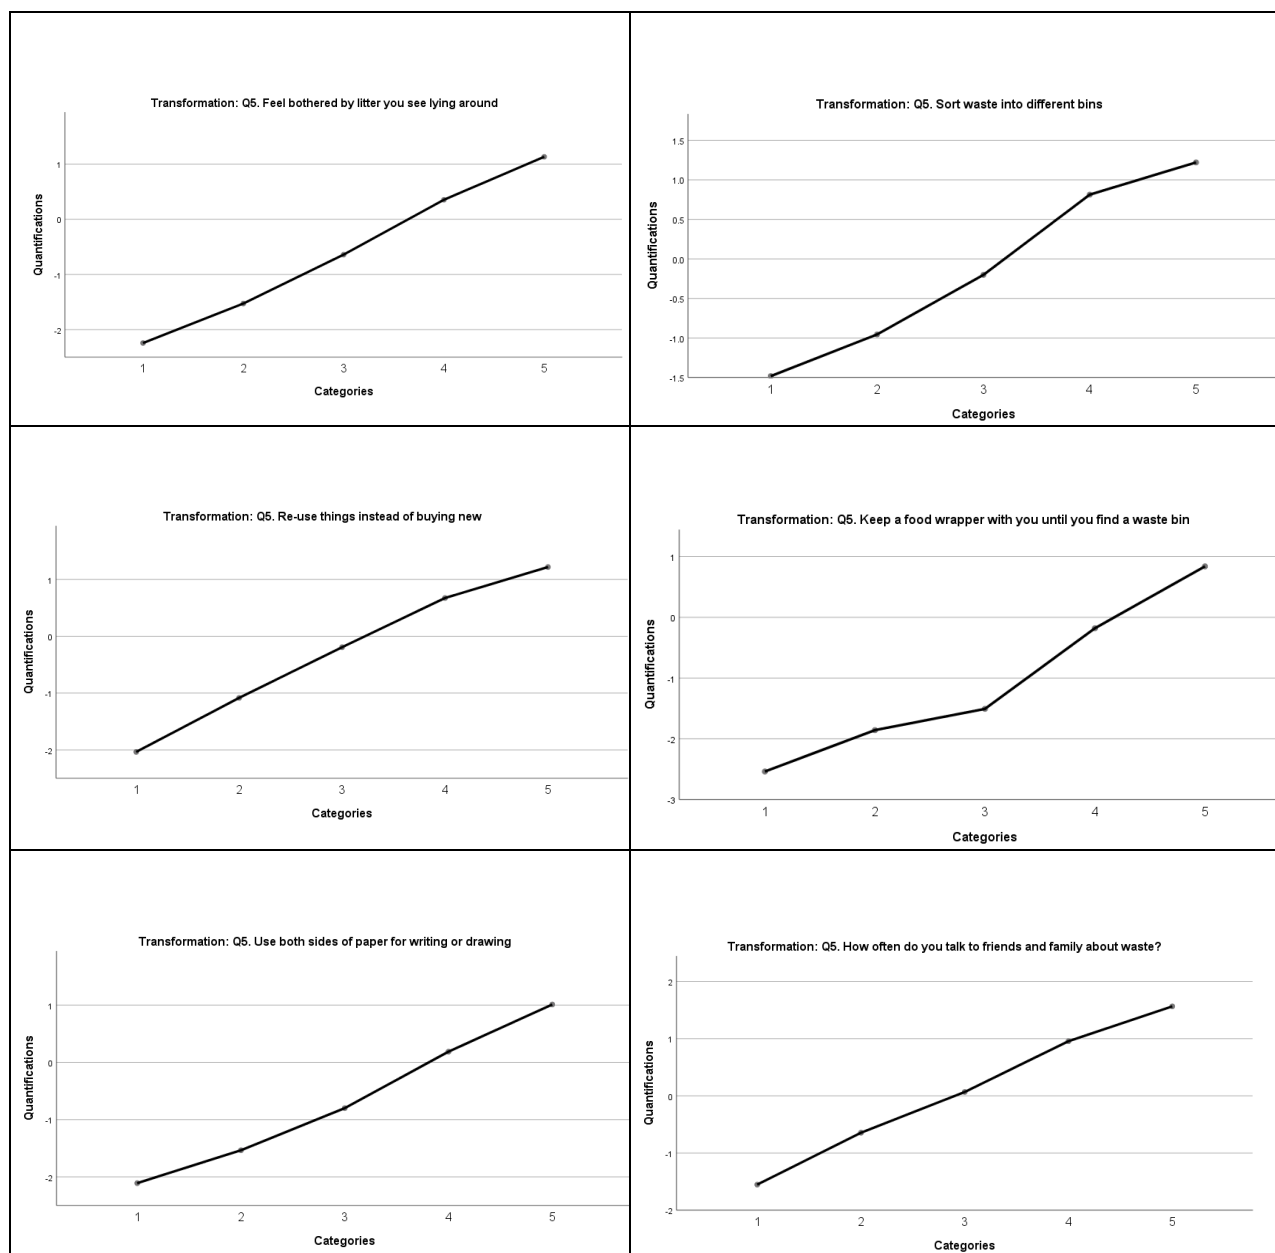 Transformation: Q5. Feel bothered by litter you see lying around
Quantifications
1
0
-1
-2
1 2 3 4 5
Categories
Transformation: Q5. Sort waste into different bins
Quantifications
1.5
1.0
0.5
0.0
-0.5
-1.0
-1.5
1 2 3 4 5
Categories
Transformation: Q5. Re-use things instead of buying new
Quantifications
1
0
-1
-2
1 2 3 4 5
Categories
Transformation: Q5. Keep a food wrapper with you until you find a waste bin
Quantifications
1
0
-1
-2
-3
1 2 3 4 5
Categories
Transformation: Q5. Use both sides of paper for writing or drawing
Quantifications
1
0
-1
-2
1 2 3 4 5
Categories
Transformation: Q5. How often do you talk to friends and family about waste?
Quantifications
2
1
0
-1
-2
1 2 3 4 5
Categories